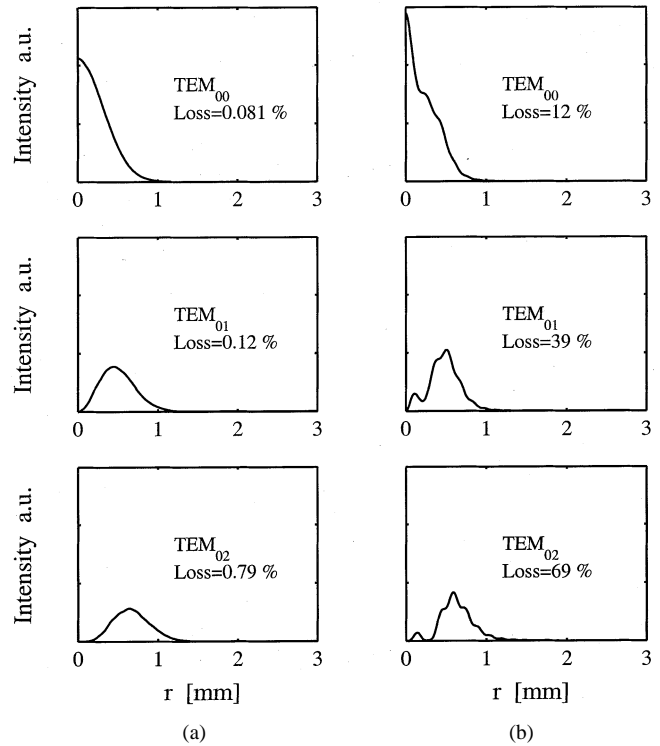 Intensity a.u.
TEM00
Loss=0.081 %
0 1 2 3
TEM00
Loss=12 %
0 1 2 3
Intensity a.u.
TEM01
Loss=0.12 %
0 1 2 3
TEM01
Loss=39 %
0 1 2 3
Intensity a.u.
TEM02
Loss=0.79 %
0 1 2 3
r [mm]
(a)
TEM02
Loss=69 %
0 1 2 3
r [mm]
(b)